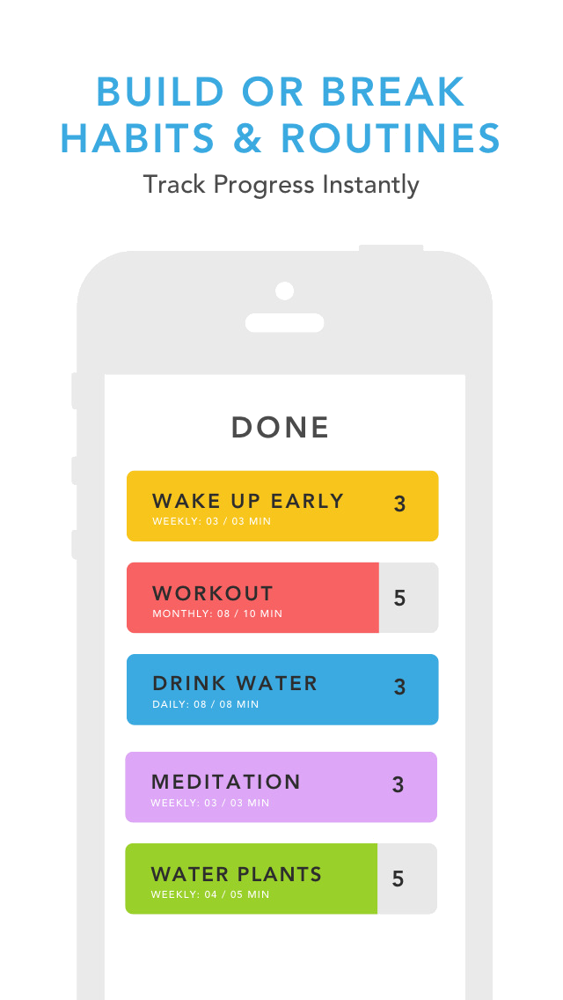 BUILD OR BREAK
HABITS & ROUTINES
Track Progress Instantly
DONE
WAKE UP EARLY 3
WEEKLY: 03 / 03 MIN
WORKOUT 5
MONTHLY: 08 / 10 MIN
DRINK WATER 3
DAILY: 08 / 08 MIN
MEDITATION 3
WEEKLY: 03 / 03 MIN
WATER PLANTS 5
WEEKLY: 04 / 05 MIN